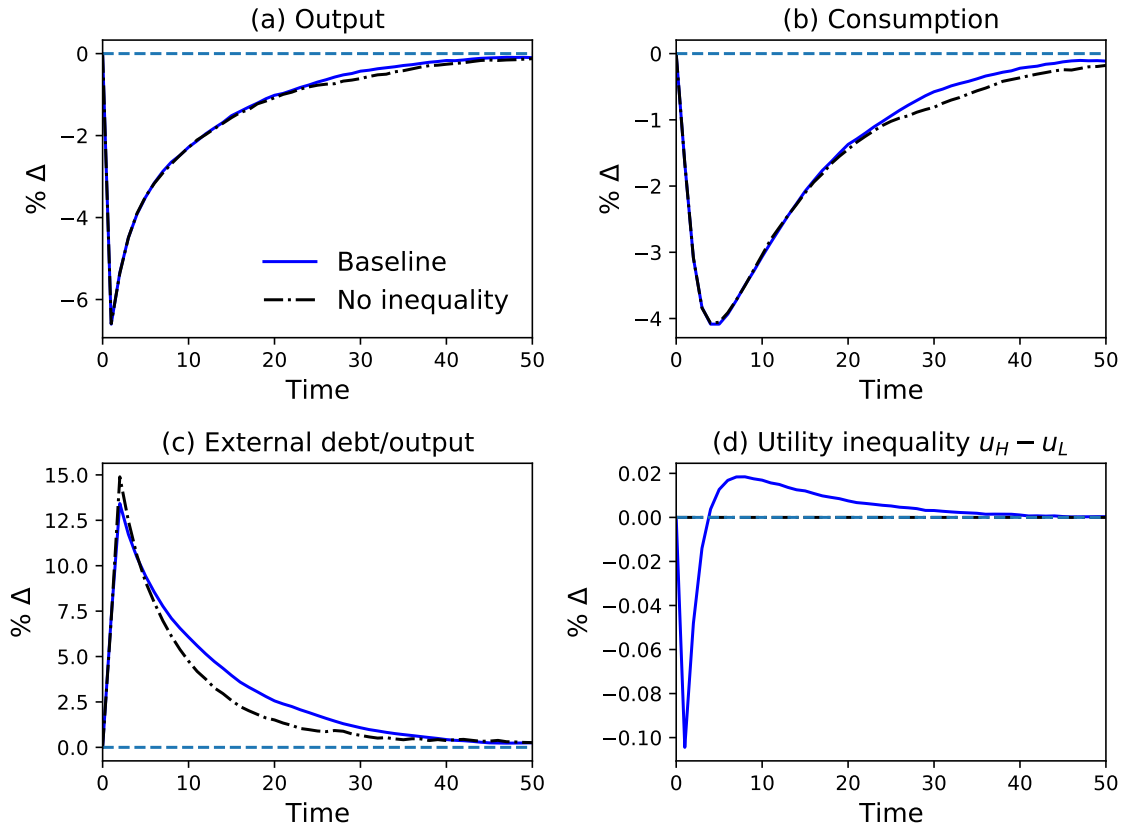 (a) Output
0
−2
−4
−6
% Δ
Baseline
No inequality
0 10 20 30 40 50
Time
(b) Consumption
0
−1
−2
−3
−4
% Δ
0 10 20 30 40 50
Time
(c) External debt/output
15.0
12.5
10.0
7.5
5.0
2.5
0.0
% Δ
0 10 20 30 40 50
Time
(d) Utility inequality u_H − u_L
0.02
0.00
−0.02
−0.04
−0.06
−0.08
−0.10
% Δ
0 10 20 30 40 50
Time